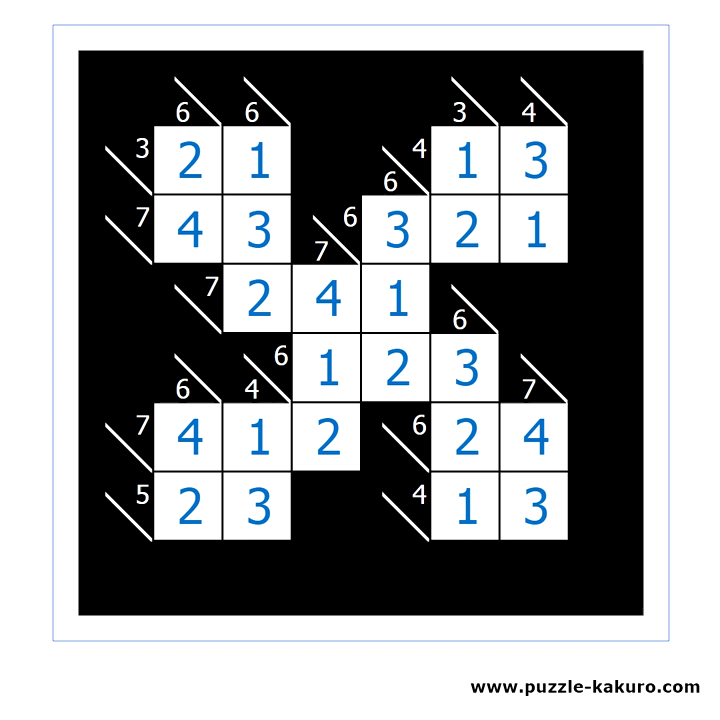 6 6 3 4
3 2 1 4 1 3
6
7 4 3 6 3 2 1
7
7 2 4 1
6
6 1 2 3
6 4 7
7 4 1 2 6 2 4
5 2 3 4 1 3
www.puzzle-kakuro.com